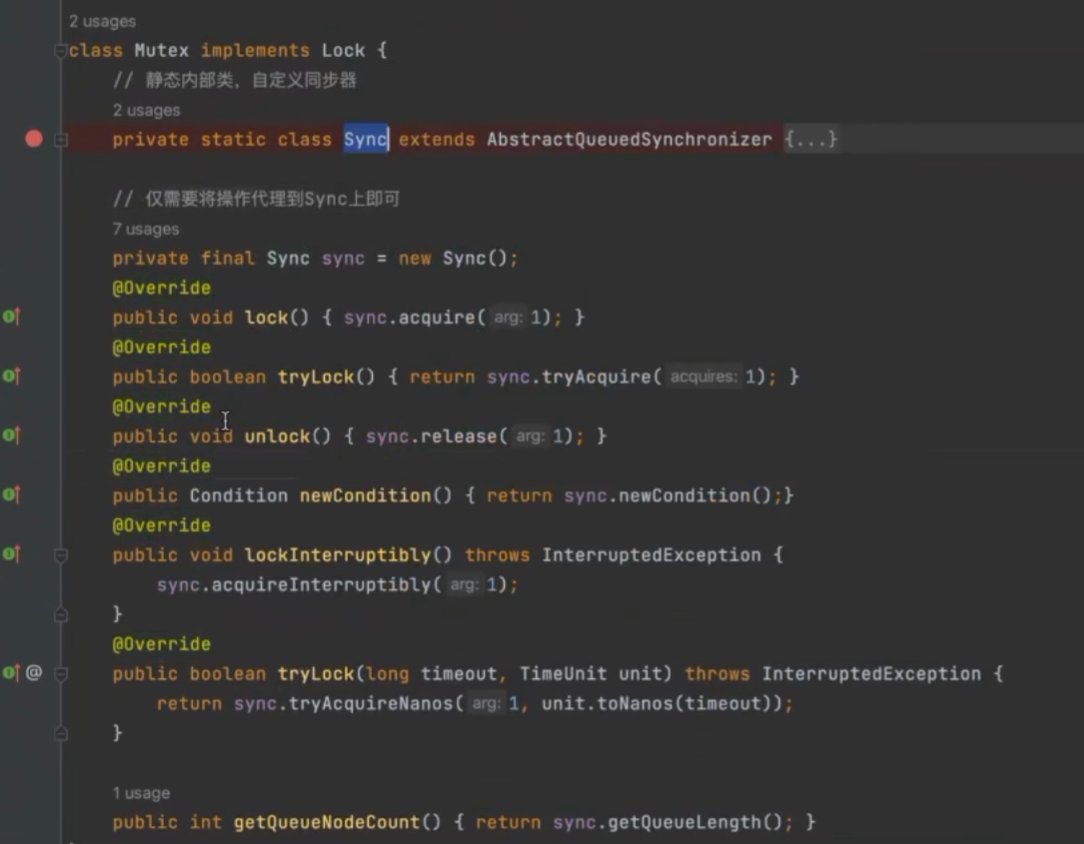 2 usages
class Mutex implements Lock {
// 静态内部类，自定义同步器
2 usages
private static class Sync extends AbstractQueuedSynchronizer {...}
// 仅需要将操作代理到Sync上即可
7 usages
private final Sync sync = new Sync();
@Override
public void lock() { sync.acquire( arg: 1); }
@Override
public boolean tryLock() { return sync.tryAcquire( acquires: 1); }
@Override
public void unlock() { sync.release( arg: 1); }
@Override
public Condition newCondition() { return sync.newCondition();}
@Override
public void lockInterruptibly() throws InterruptedException {
sync.acquireInterruptibly( arg: 1);
}
@Override
@ public boolean tryLock(long timeout, TimeUnit unit) throws InterruptedException {
return sync.tryAcquireNanos( arg: 1, unit.toNanos(timeout));
}
1 usage
public int getQueueNodeCount() { return sync.getQueueLength(); }